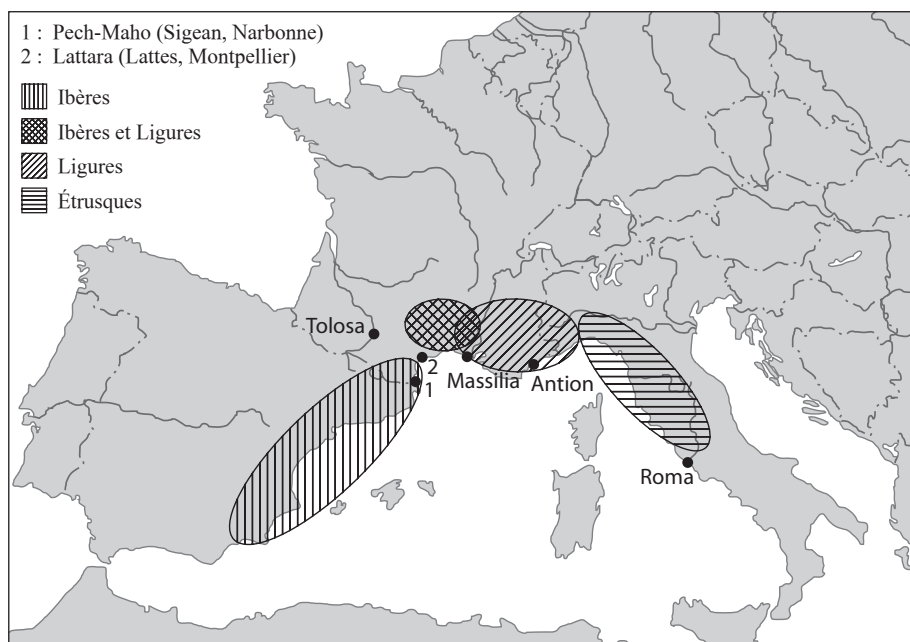 1 : Pech-Maho (Sigean, Narbonne)
2 : Lattara (Lattes, Montpellier)
Ibères
Ibères et Ligures
Ligures
Étrusques
Tolosa
2
1
Massilia
Antion
Roma